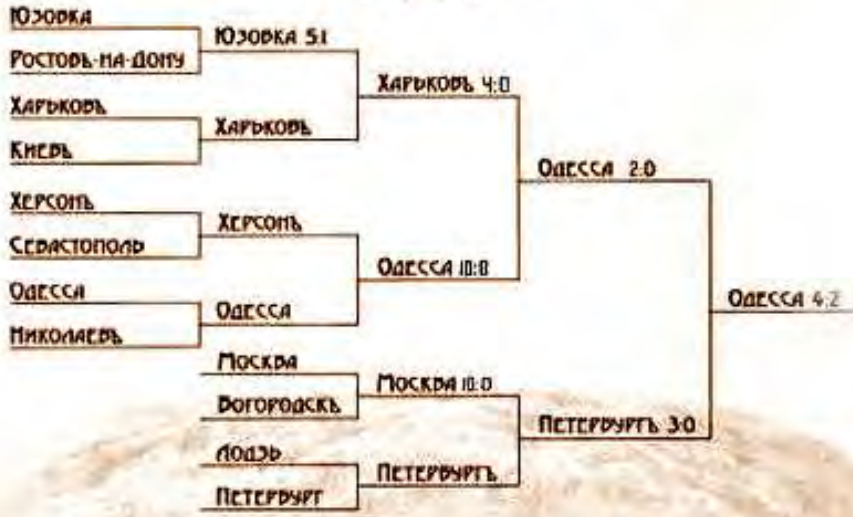 Юзовка
Юзовка 5:1
Ростовъ-на-Дону
Харьковъ 4:0
Харьковъ
Харьковъ
Киевъ
Одесса 2:0
Херсонъ
Херсонъ
Севастополь
Одесса 10:0
Одесса
Одесса 4:2
Одесса
Николаевъ
Москва
Москва 10:0
Богородскъ
Петербургъ 3:0
Лодзь
Петербургъ
Петербург